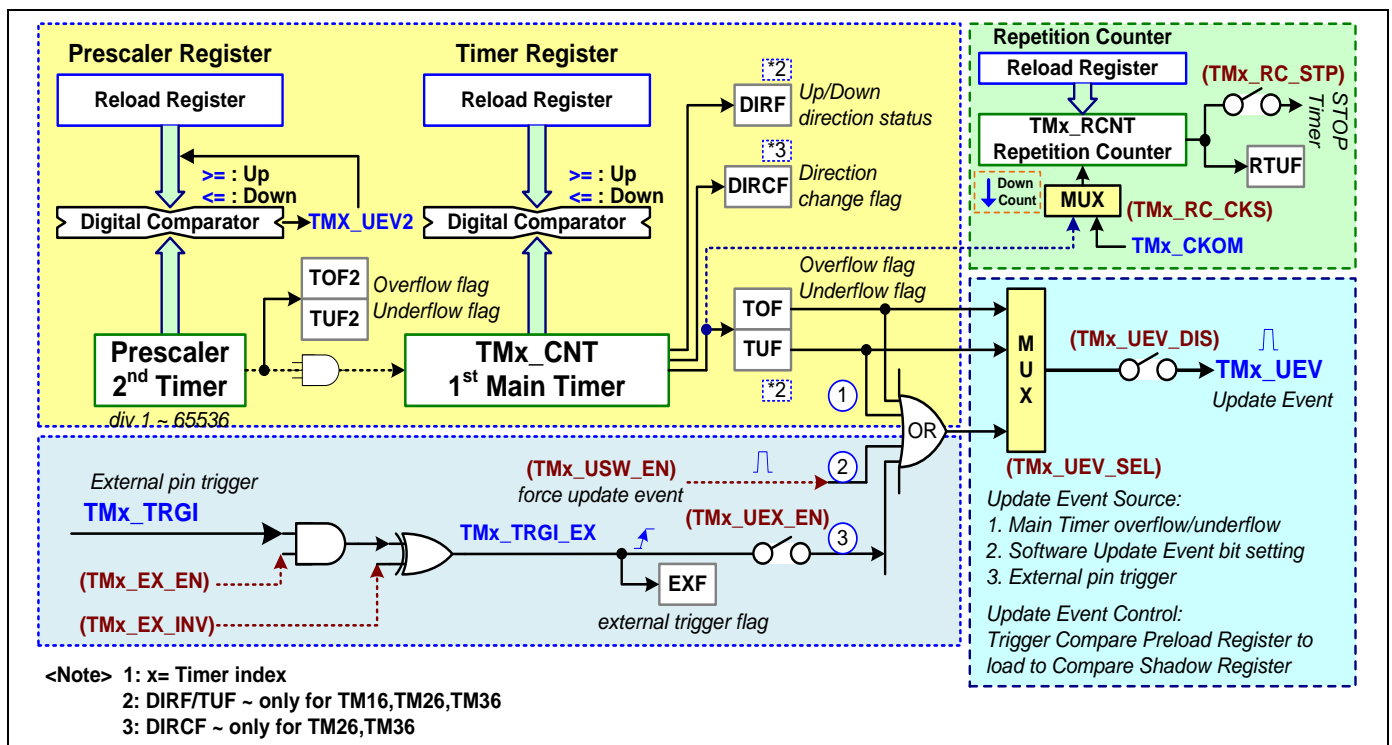 Prescaler Register
Reload Register
>= : Up
<= : Down
Digital Comparator
TMX_UEV2
TOF2
TUF2
Overflow flag
Underflow flag
Prescaler
2nd Timer
div 1 ~ 65536
Timer Register
Reload Register
>= : Up
<= : Down
Digital Comparator
TMx_CNT
1st Main Timer
*2
DIRF
Up/Down
direction status
*3
DIRCF
Direction
change flag
Overflow flag
Underflow flag
TOF
TUF
*2
1
OR
Repetition Counter
Reload Register
TMx_RCNT
Repetition Counter
(TMx_RC_STP)
STOP
Timer
RTUF
Down
Count
MUX
(TMx_RC_CKS)
TMx_CKOM
MUX
(TMx_UEV_DIS)
TMx_UEV
Update Event
(TMx_UEV_SEL)
Update Event Source:
1. Main Timer overflow/underflow
2. Software Update Event bit setting
3. External pin trigger
Update Event Control:
Trigger Compare Preload Register to
load to Compare Shadow Register
External pin trigger
TMx_TRGI
(TMx_EX_EN)
(TMx_EX_INV)
TMx_TRGI_EX
(TMx_USW_EN)
force update event
2
(TMx_UEX_EN)
3
EXF
external trigger flag
<Note> 1: x= Timer index
2: DIRF/TUF ~ only for TM16,TM26,TM36
3: DIRCF ~ only for TM26,TM36